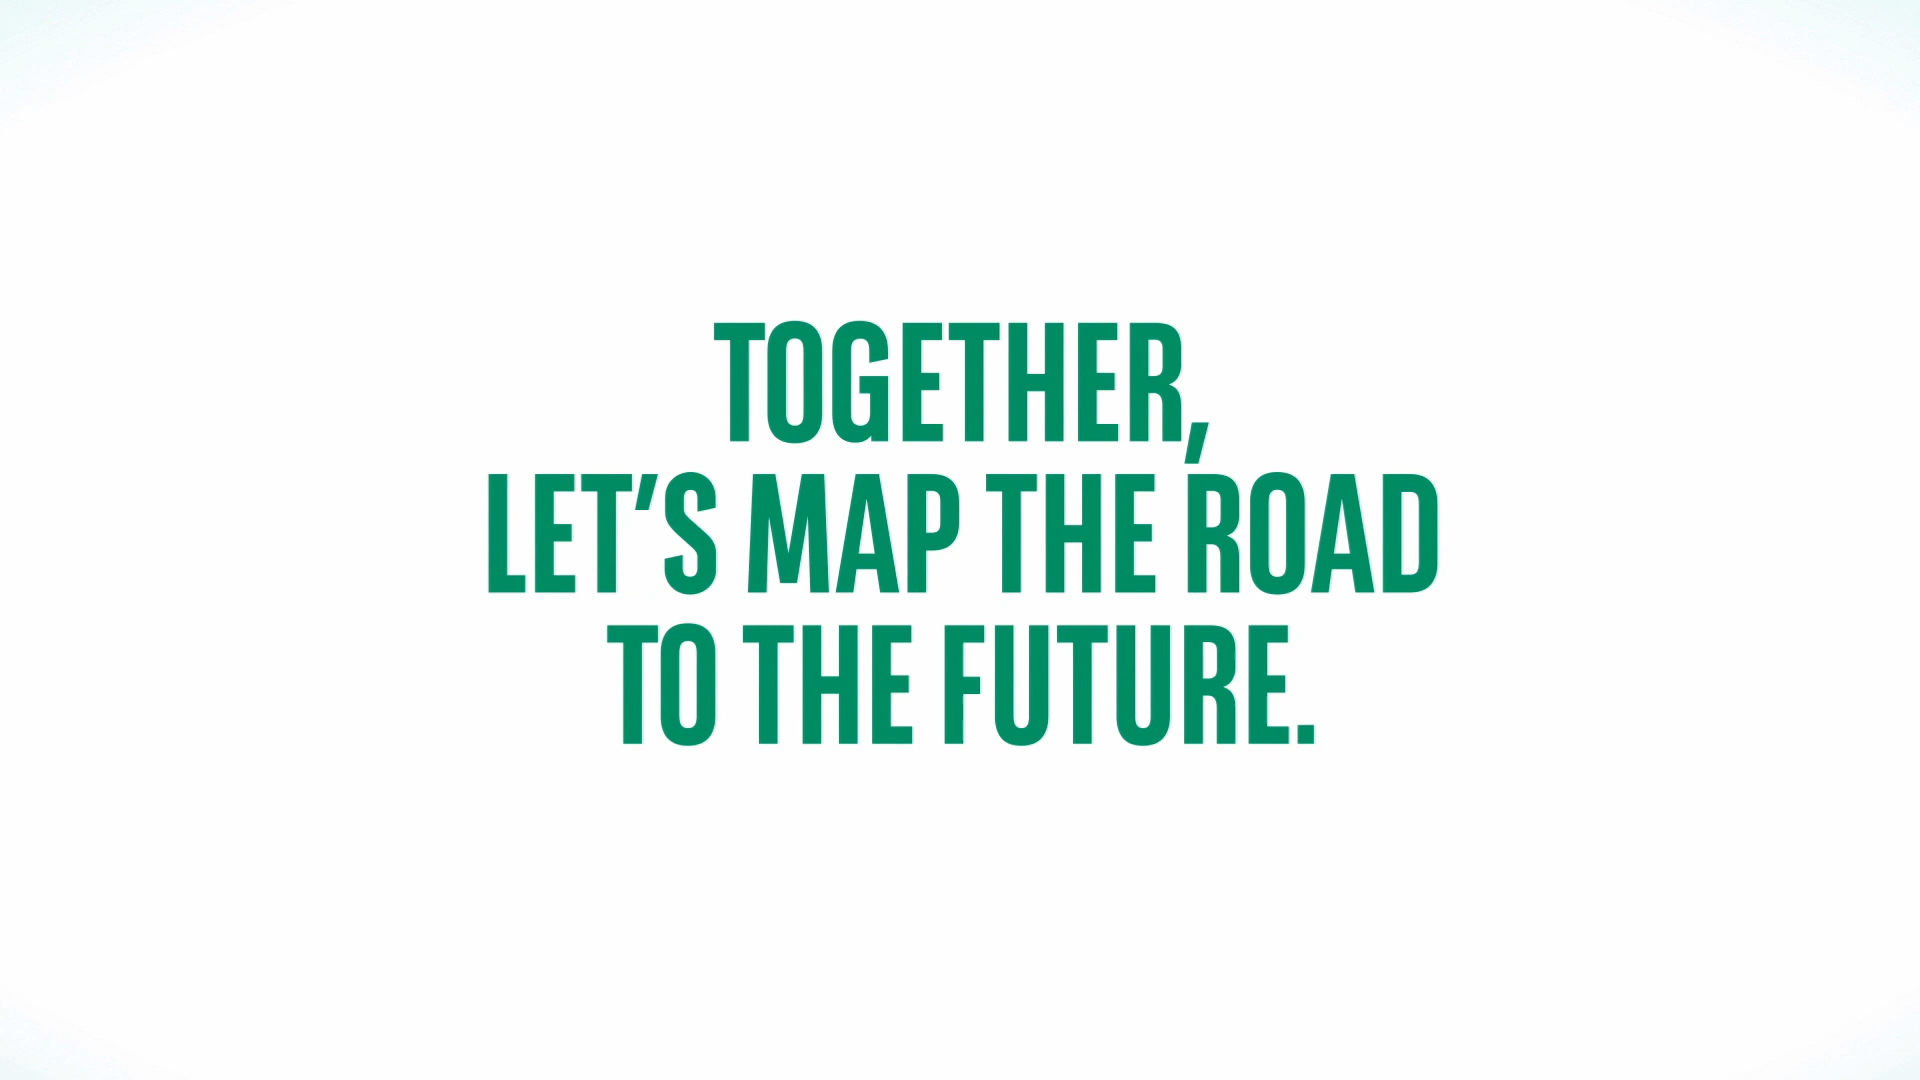 TOGETHER,
LET’S MAP THE ROAD
TO THE FUTURE.